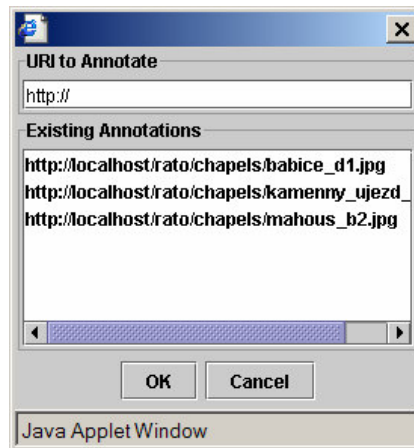 URI to Annotate
http://
Existing Annotations
http://localhost/rato/chapels/babice_d1.jpg
http://localhost/rato/chapels/kamenny_ujezd_
http://localhost/rato/chapels/mahous_b2.jpg
OK Cancel
Java Applet Window